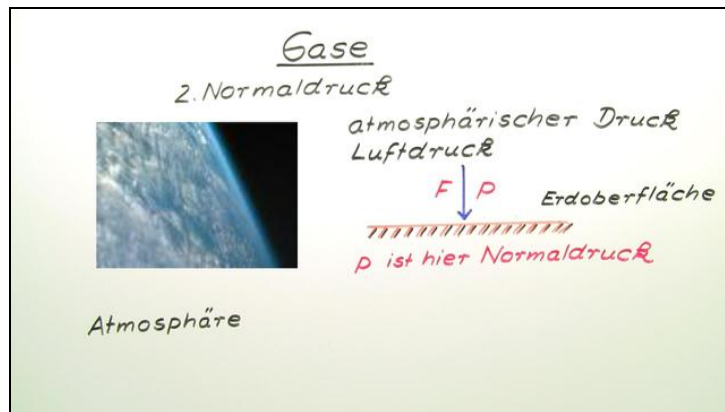 Gase
2. Normaldruck
atmosphärischer Druck
Luftdruck
F p
Erdoberfläche
p ist hier Normaldruck
Atmosphäre